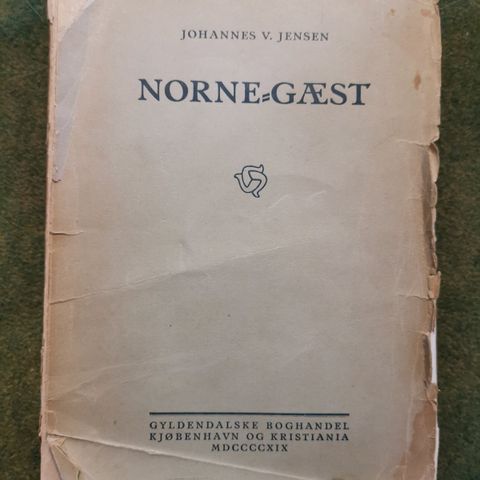 JOHANNES V. JENSEN
NORNE=GÆST
GYLDENDALSKE BOGHANDEL
KJØBENHAVN OG KRISTIANIA
MDCCCCXIX